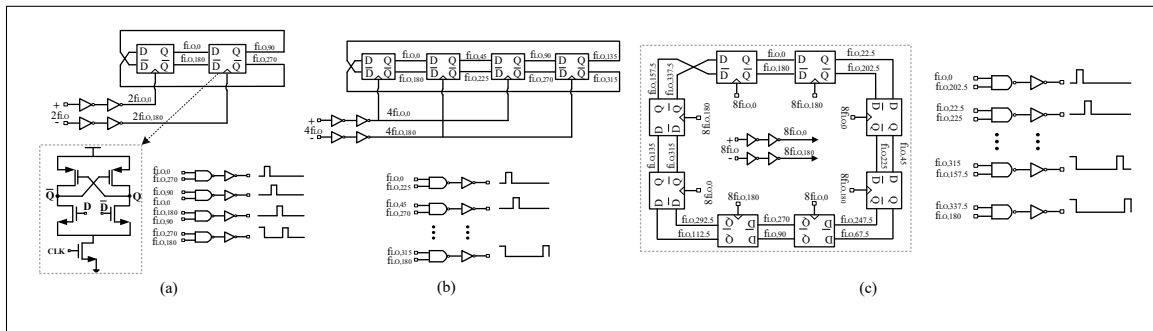 fLO,0
fLO,90
D Q D Q
D̅ Q̅ D̅ Q̅
fLO,180
fLO,270
+
2fLO
-
2fLO,0
2fLO,180
Q̅
Q
D
D̅
CLK
fLO,0
fLO,270
fLO,90
fLO,0
fLO,180
fLO,90
fLO,270
fLO,180
(a)
fLO,0
fLO,45
fLO,90
fLO,135
D Q D Q D Q D Q
D̅ Q̅ D̅ Q̅ D̅ Q̅ D̅ Q̅
fLO,180
fLO,225
fLO,270
fLO,315
+
4fLO
-
4fLO,0
4fLO,180
fLO,0
fLO,225
fLO,45
fLO,270
fLO,315
fLO,180
(b)
fLO,0
fLO,22.5
D Q D Q
D̅ Q̅ D̅ Q̅
fLO,180
fLO,202.5
fLO,157.5
fLO,337.5
8fLO,0
8fLO,180
Q Q̅
D D̅
8fLO,180
8fLO,0
D̅ D
Q̅ Q
+
8fLO
-
8fLO,0
8fLO,180
fLO,135
fLO,315
fLO,225
fLO,45
Q Q̅
D D̅
8fLO,0
8fLO,180
D̅ D
Q̅ Q
8fLO,180
8fLO,0
fLO,292.5
fLO,270
fLO,247.5
Q̅ D̅ Q̅ D̅
Q D Q D
fLO,112.5
fLO,90
fLO,67.5
fLO,0
fLO,202.5
fLO,22.5
fLO,225
fLO,315
fLO,157.5
fLO,337.5
fLO,180
(c)